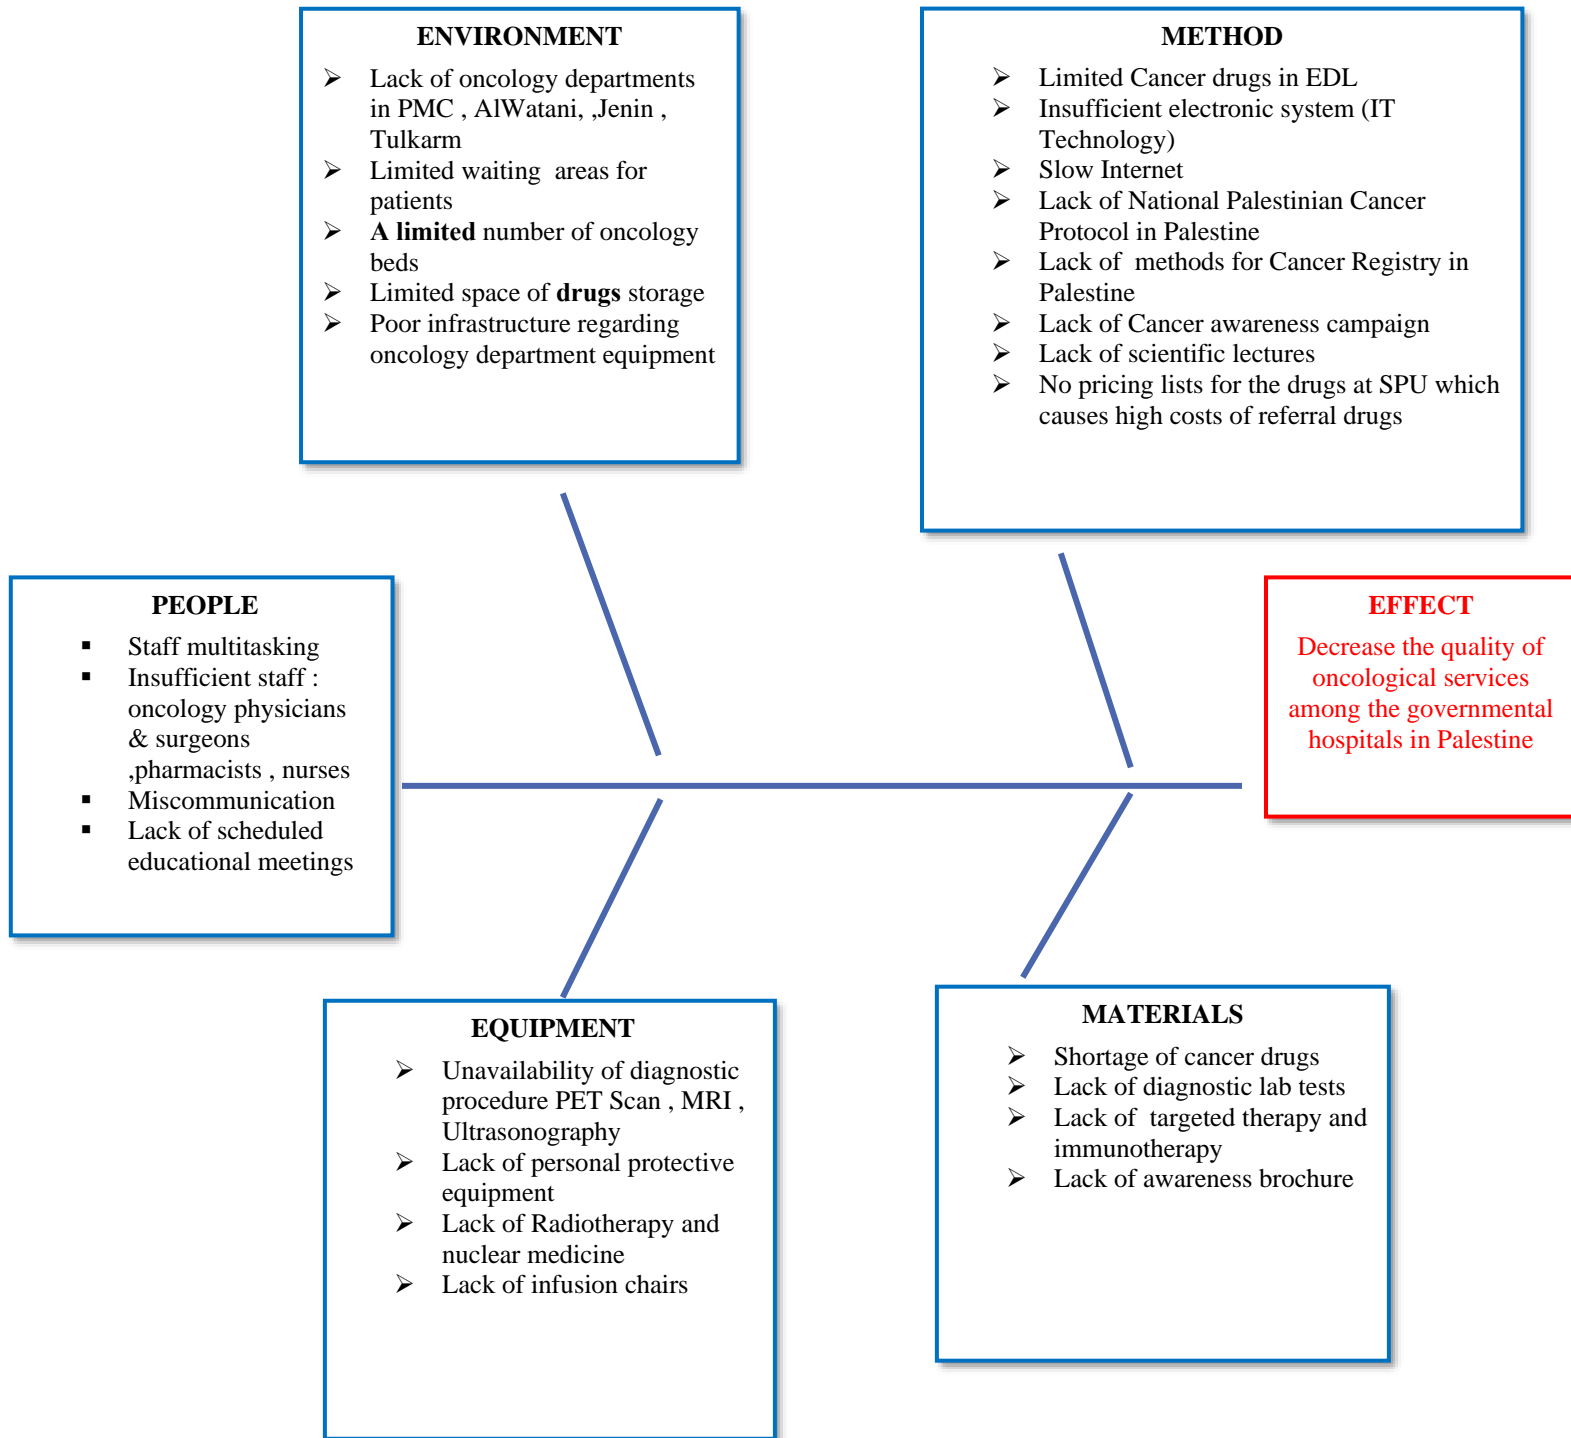 ENVIRONMENT
➢ Lack of oncology departments
in PMC , AlWatani, ,Jenin ,
Tulkarm
➢ Limited waiting areas for
patients
➢ A limited number of oncology
beds
➢ Limited space of drugs storage
➢ Poor infrastructure regarding
oncology department equipment
METHOD
➢ Limited Cancer drugs in EDL
➢ Insufficient electronic system (IT
Technology)
➢ Slow Internet
➢ Lack of National Palestinian Cancer
Protocol in Palestine
➢ Lack of methods for Cancer Registry in
Palestine
➢ Lack of Cancer awareness campaign
➢ Lack of scientific lectures
➢ No pricing lists for the drugs at SPU which
causes high costs of referral drugs
PEOPLE
▪ Staff multitasking
▪ Insufficient staff :
oncology physicians
& surgeons
,pharmacists , nurses
▪ Miscommunication
▪ Lack of scheduled
educational meetings
EFFECT
Decrease the quality of
oncological services
among the governmental
hospitals in Palestine
EQUIPMENT
➢ Unavailability of diagnostic
procedure PET Scan , MRI ,
Ultrasonography
➢ Lack of personal protective
equipment
➢ Lack of Radiotherapy and
nuclear medicine
➢ Lack of infusion chairs
MATERIALS
➢ Shortage of cancer drugs
➢ Lack of diagnostic lab tests
➢ Lack of targeted therapy and
immunotherapy
➢ Lack of awareness brochure